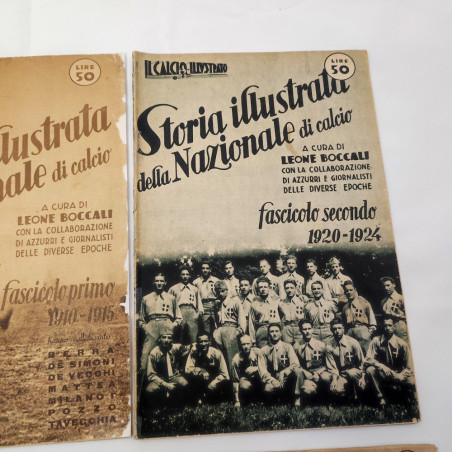 LIRE
50
llustrata
nale di calcio
A CURA DI
LEONE BOCCALI
CON LA COLLABORAZIONE
DI AZZURRI E GIORNALISTI
DELLE DIVERSE EPOCHE
fascicolo primo
1910-1915
BERRA
DE SIMONI
DE VECCHI
MATTEA
MILANO I°
POZZO
TAVECCHIA
IL CALCIO ILLUSTRATO
LIRE
50
Storia illustrata
della Nazionale di calcio
A CURA DI
LEONE BOCCALI
CON LA COLLABORAZIONE
DI AZZURRI E GIORNALISTI
DELLE DIVERSE EPOCHE
fascicolo secondo
1920-1924